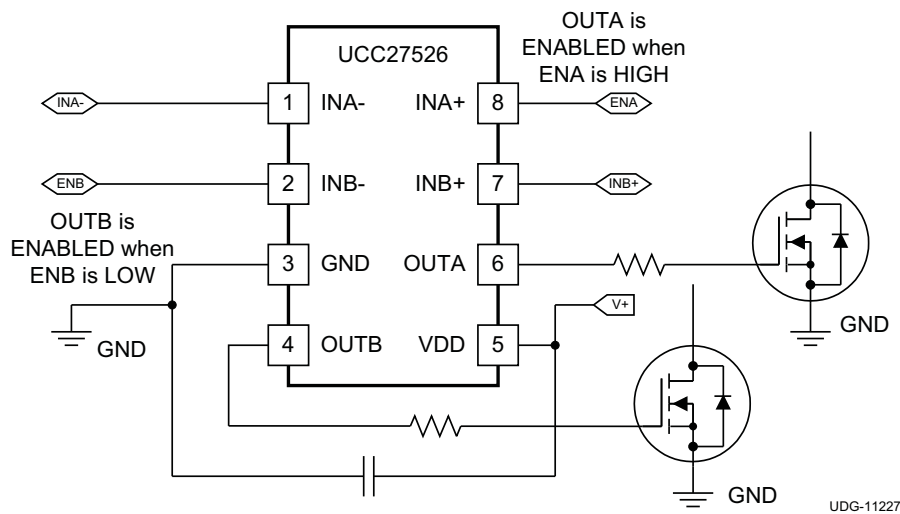 OUTA is
ENABLED when
ENA is HIGH
UCC27526
INA-
1
INA-
INA+
8
ENA
ENB
2
INB-
INB+
7
INB+
OUTB is
ENABLED when
ENB is LOW
3
GND
OUTA
6
V+
GND
GND
4
OUTB
VDD
5
GND
UDG-11227